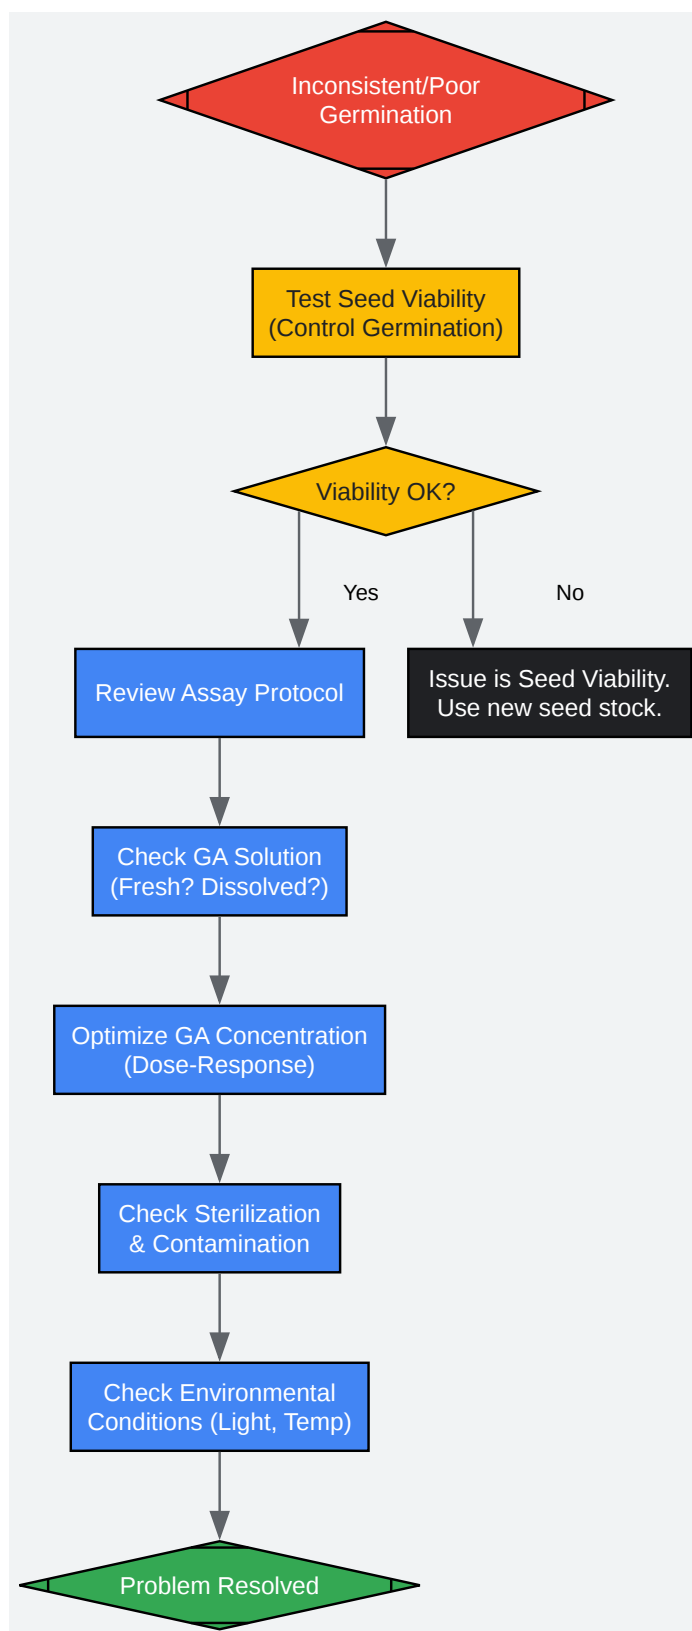 Inconsistent/Poor
Germination
Test Seed Viability
(Control Germination)
Viability OK?
Yes
No
Review Assay Protocol
Issue is Seed Viability.
Use new seed stock.
Check GA Solution
(Fresh? Dissolved?)
Optimize GA Concentration
(Dose-Response)
Check Sterilization
& Contamination
Check Environmental
Conditions (Light, Temp)
Problem Resolved